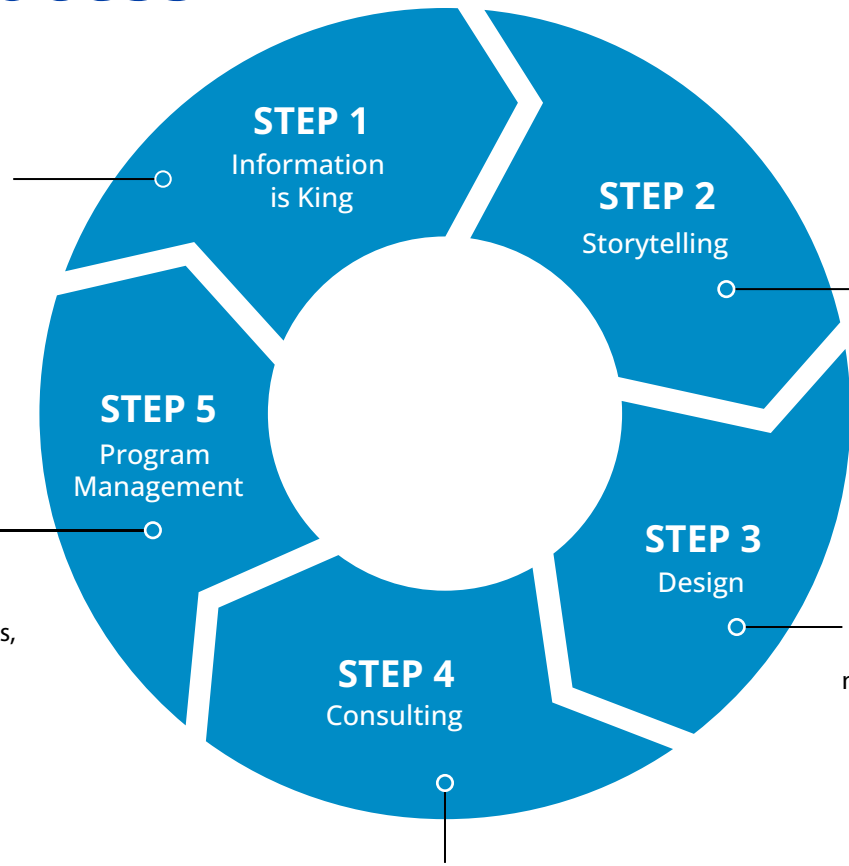 STEP 1
Information
is King
STEP 2
Storytelling
STEP 5
Program
Management
STEP 3
Design
s,
STEP 4
Consulting